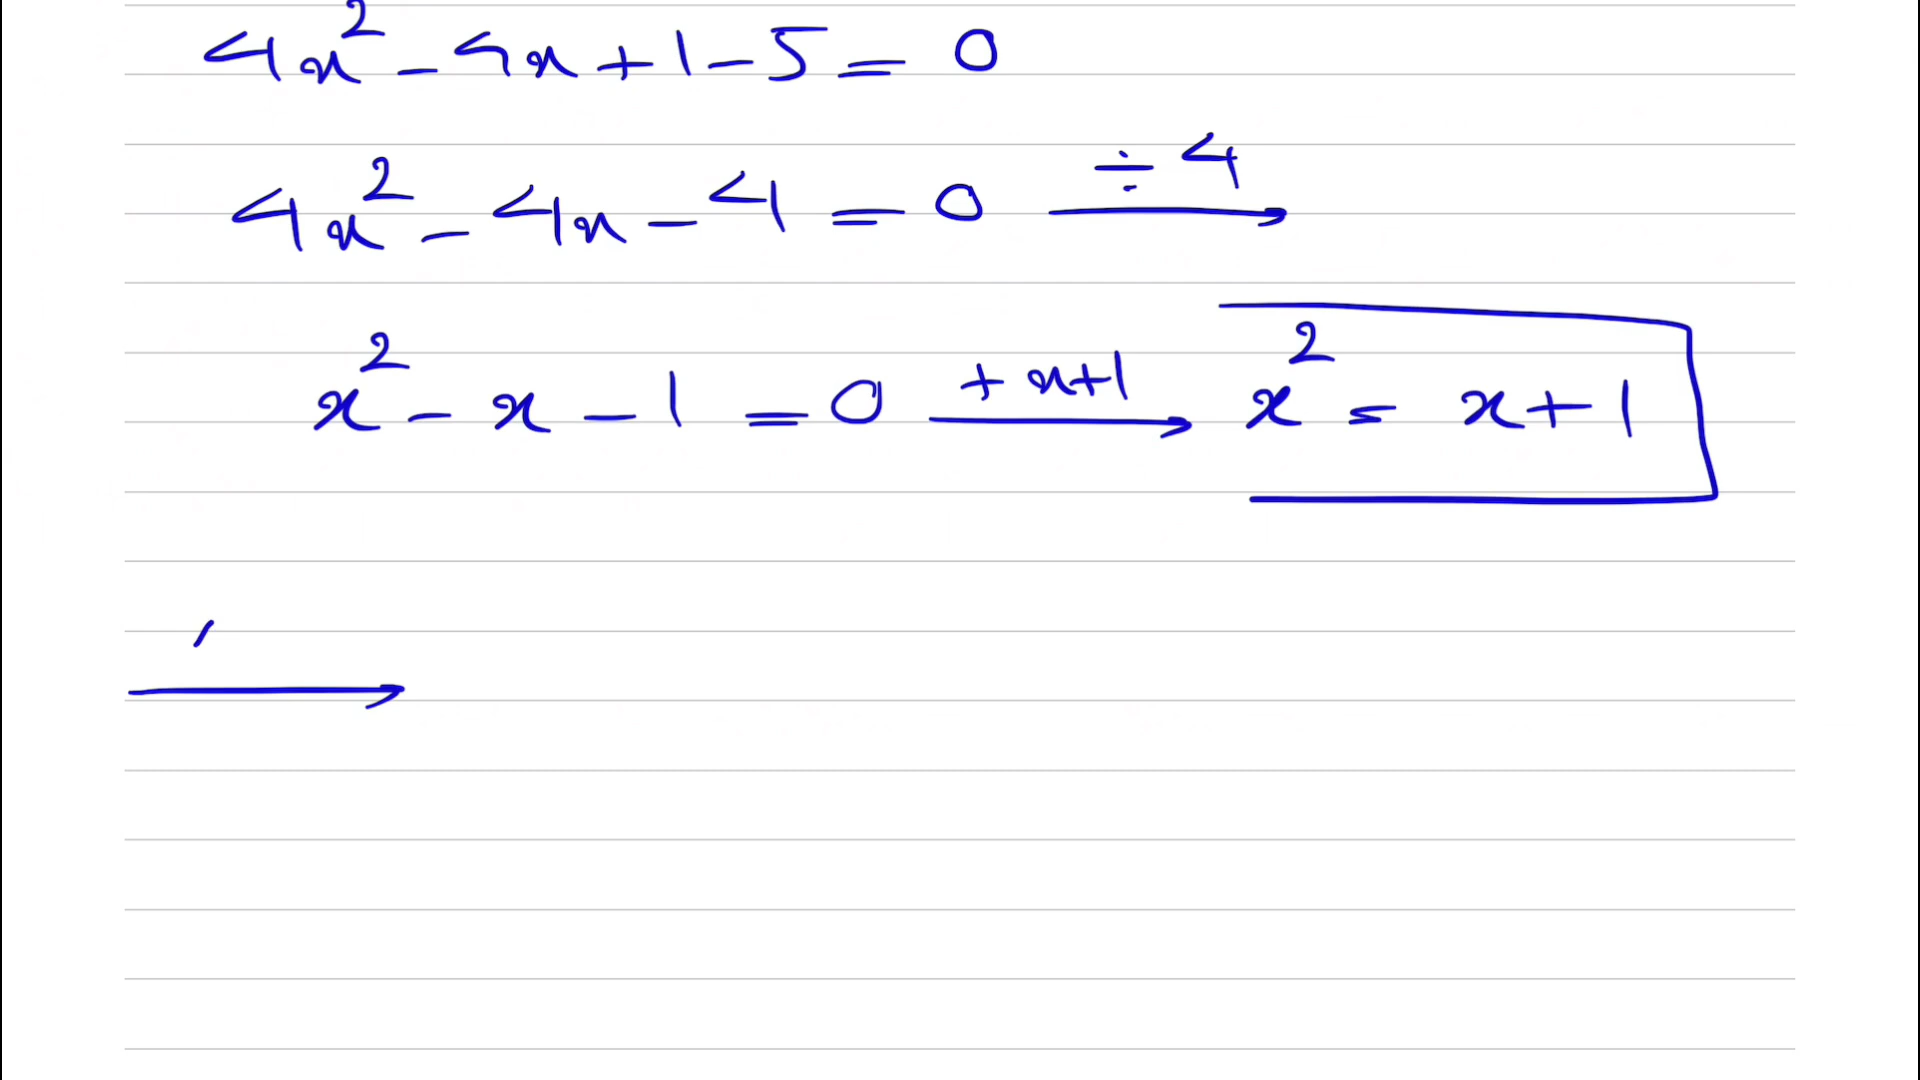 4x² - 4x + 1 - 5 = 0
4x² - 4x - 4 = 0 ÷ 4 →
x² - x - 1 = 0 + x + 1 → x² = x + 1
→